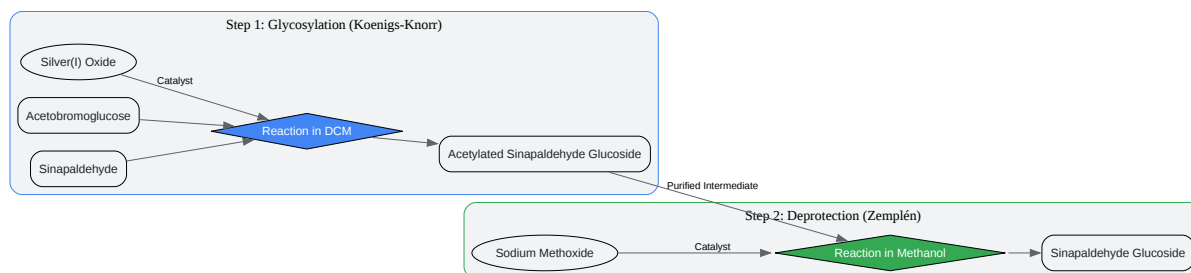 Step 1: Glycosylation (Koenigs-Knorr)
Silver(I) Oxide
Catalyst
Acetobromoglucose
Reaction in DCM
Sinapaldehyde
Acetylated Sinapaldehyde Glucoside
Purified Intermediate
Step 2: Deprotection (Zemplén)
Sodium Methoxide
Catalyst
Reaction in Methanol
Sinapaldehyde Glucoside